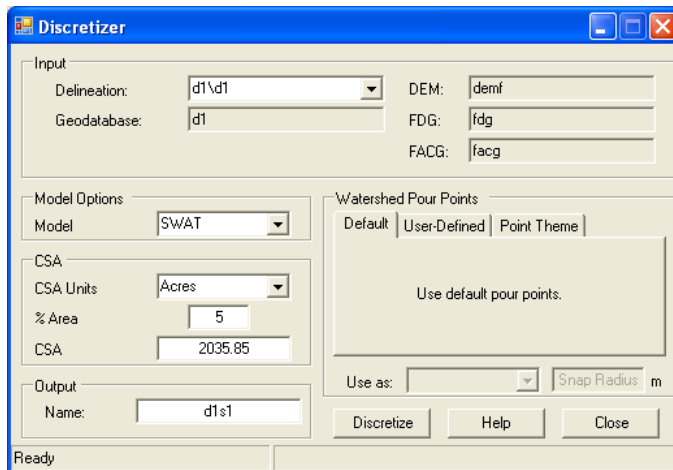 Discretizer
Input
Delineation: d1\d1 DEM: demf
Geodatabase: d1 FDG: fdg
FACG: facg
Model Options
Model SWAT
Watershed Pour Points
Default User-Defined Point Theme
Use default pour points.
CSA
CSA Units Acres
% Area 5
CSA 2035.85
Use as: Snap Radius m
Output
Name: d1s1
Discretize Help Close
Ready